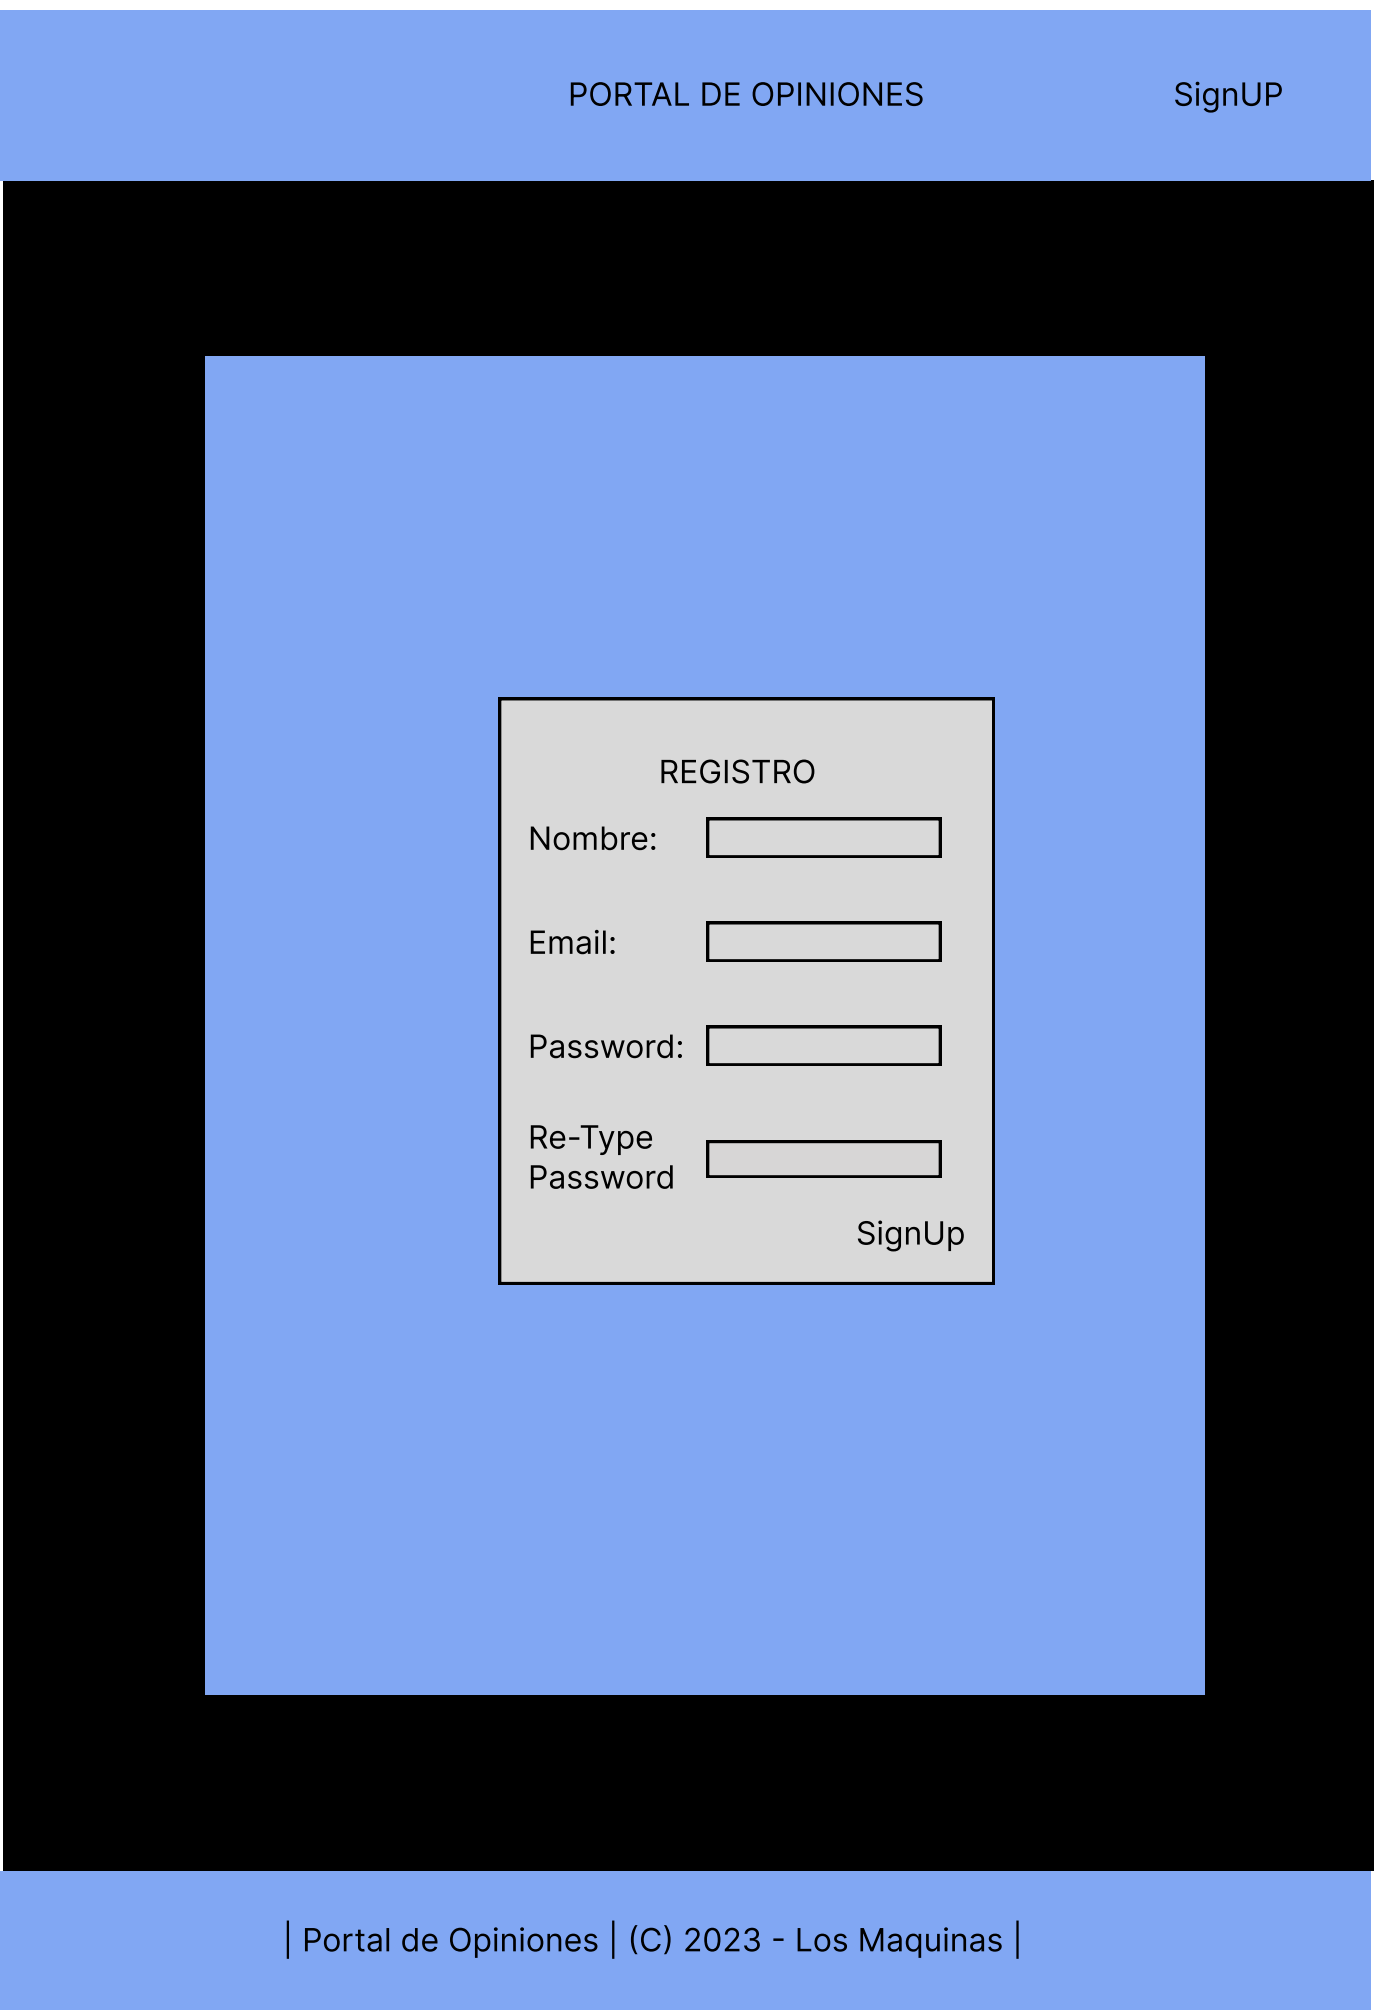 PORTAL DE OPINIONES
SignUP
REGISTRO
Nombre:
Email:
Password:
Re-Type
Password
SignUp
| Portal de Opiniones | (C) 2023 - Los Maquinas |